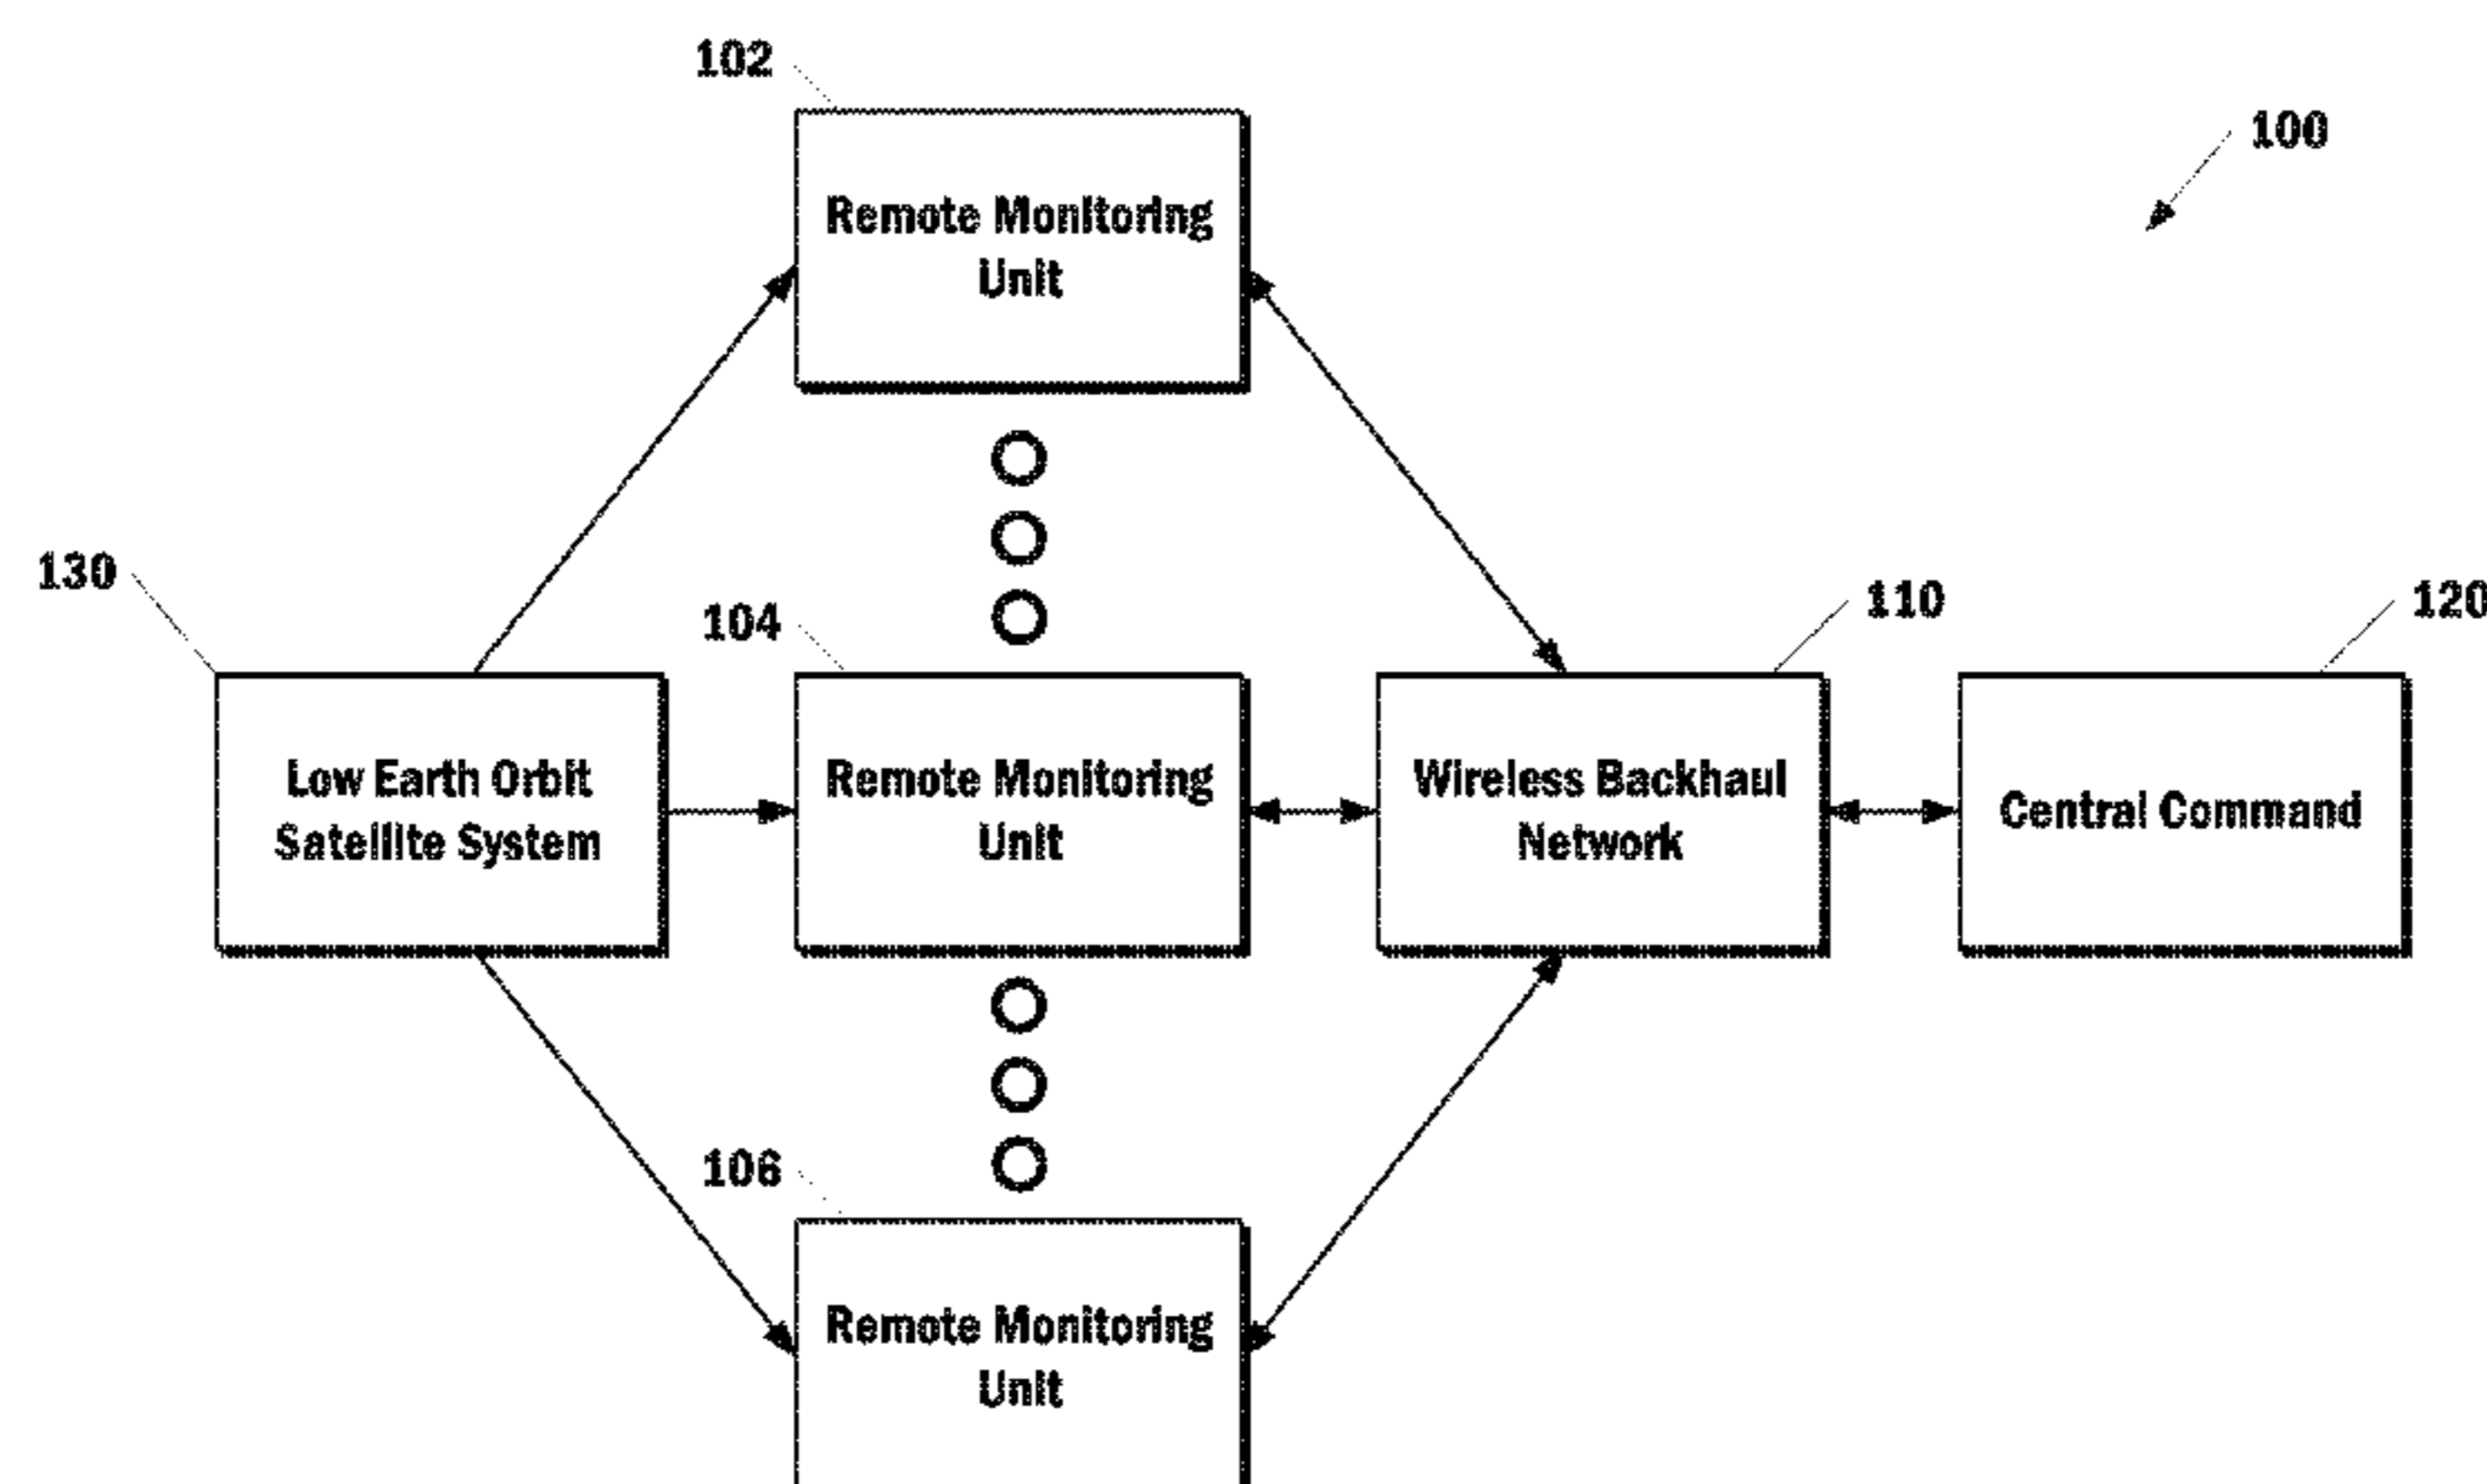 102
100
Remote Monitoring
Unit
130
104
110
120
Low Earth Orbit
Satellite System
Remote Monitoring
Unit
Wireless Backhaul
Network
Central Command
106
Remote Monitoring
Unit